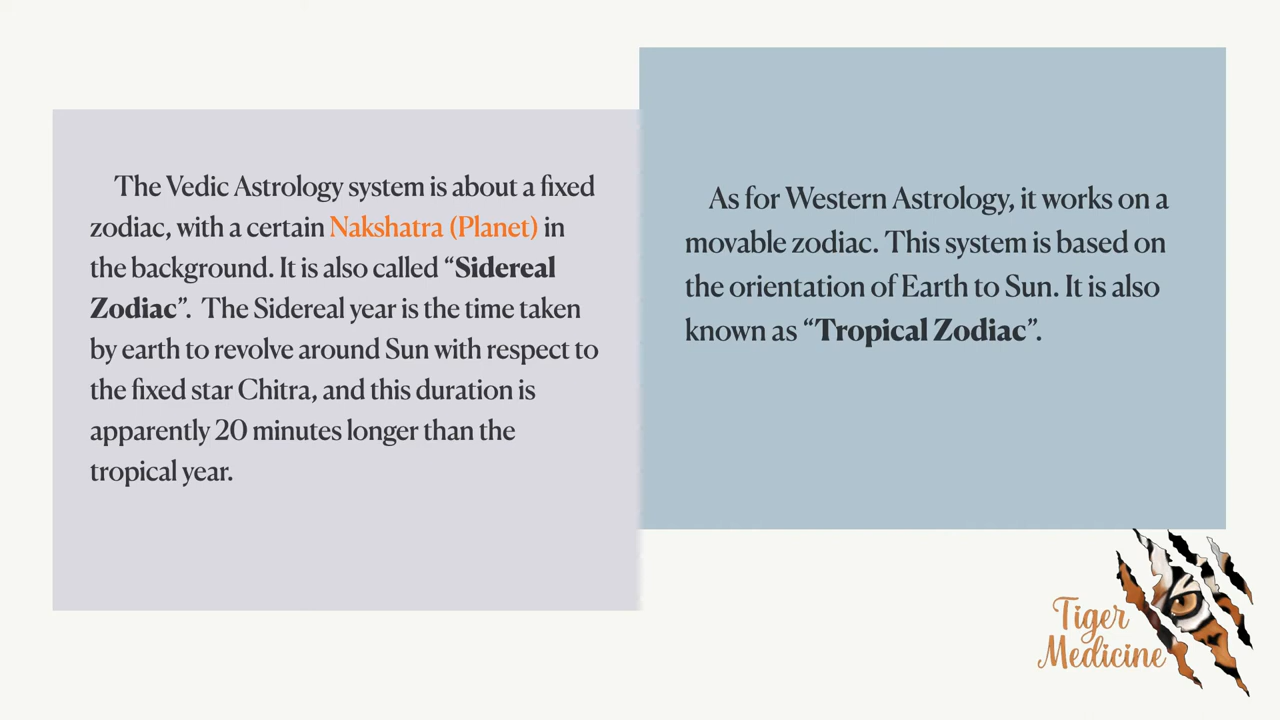 The Vedic Astrology system is about a fixed
zodiac, with a certain Nakshatra (Planet) in
the background. It is also called “Sidereal
Zodiac”. The Sidereal year is the time taken
by earth to revolve around Sun with respect to
the fixed star Chitra, and this duration is
apparently 20 minutes longer than the
tropical year.
As for Western Astrology, it works on a
movable zodiac. This system is based on
the orientation of Earth to Sun. It is also
known as “Tropical Zodiac”.
Tiger
Medicine